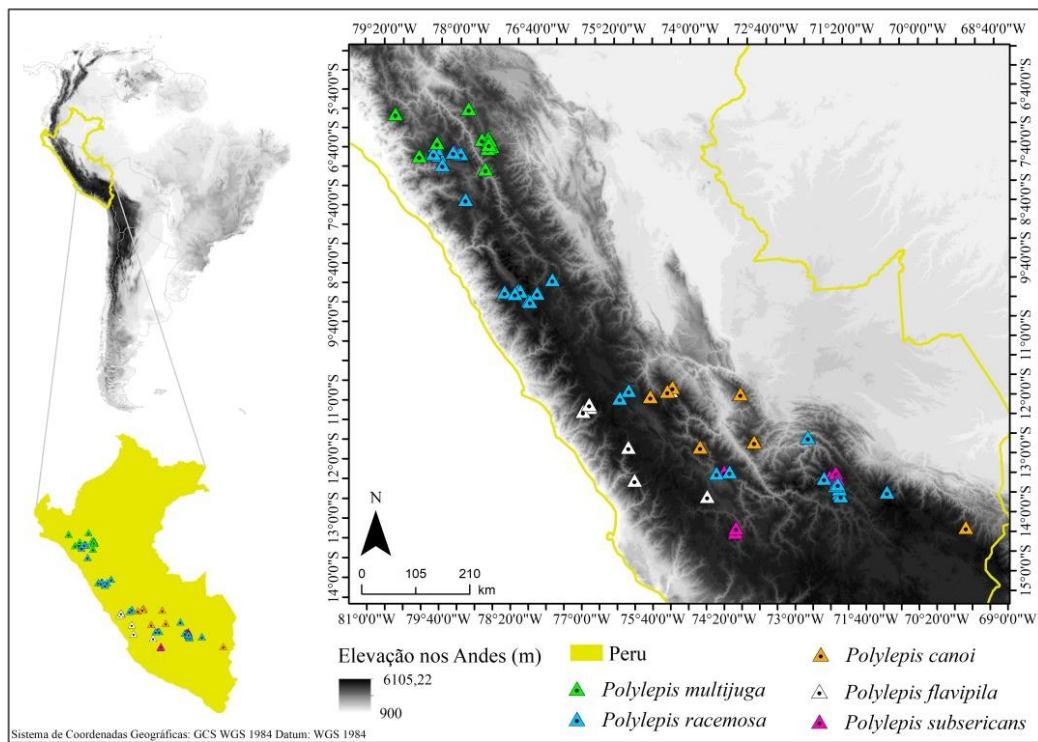 79°20'0"W 78°0'0"W 76°40'0"W 75°20'0"W 74°0'0"W 72°40'0"W 71°20'0"W 70°0'0"W 68°40'0"W
5°40'0"S
6°40'0"S
7°40'0"S
8°40'0"S
9°40'0"S
11°0'0"S
12°0'0"S
13°0'0"S
14°0'0"S
6°40'0"S
7°40'0"S
8°40'0"S
9°40'0"S
11°0'0"S
12°0'0"S
13°0'0"S
14°0'0"S
15°0'0"S
N
0 105 210
km
81°0'0"W 79°40'0"W 78°20'0"W 77°0'0"W 75°40'0"W 74°20'0"W 73°0'0"W 71°40'0"W 70°20'0"W 69°0'0"W
Elevação nos Andes (m)
6105,22
900
Peru
Polylepis multijuga
Polylepis racemosa
Polylepis canoi
Polylepis flavipila
Polylepis subsericans
Sistema de Coordenadas Geográficas: GCS WGS 1984 Datum: WGS 1984